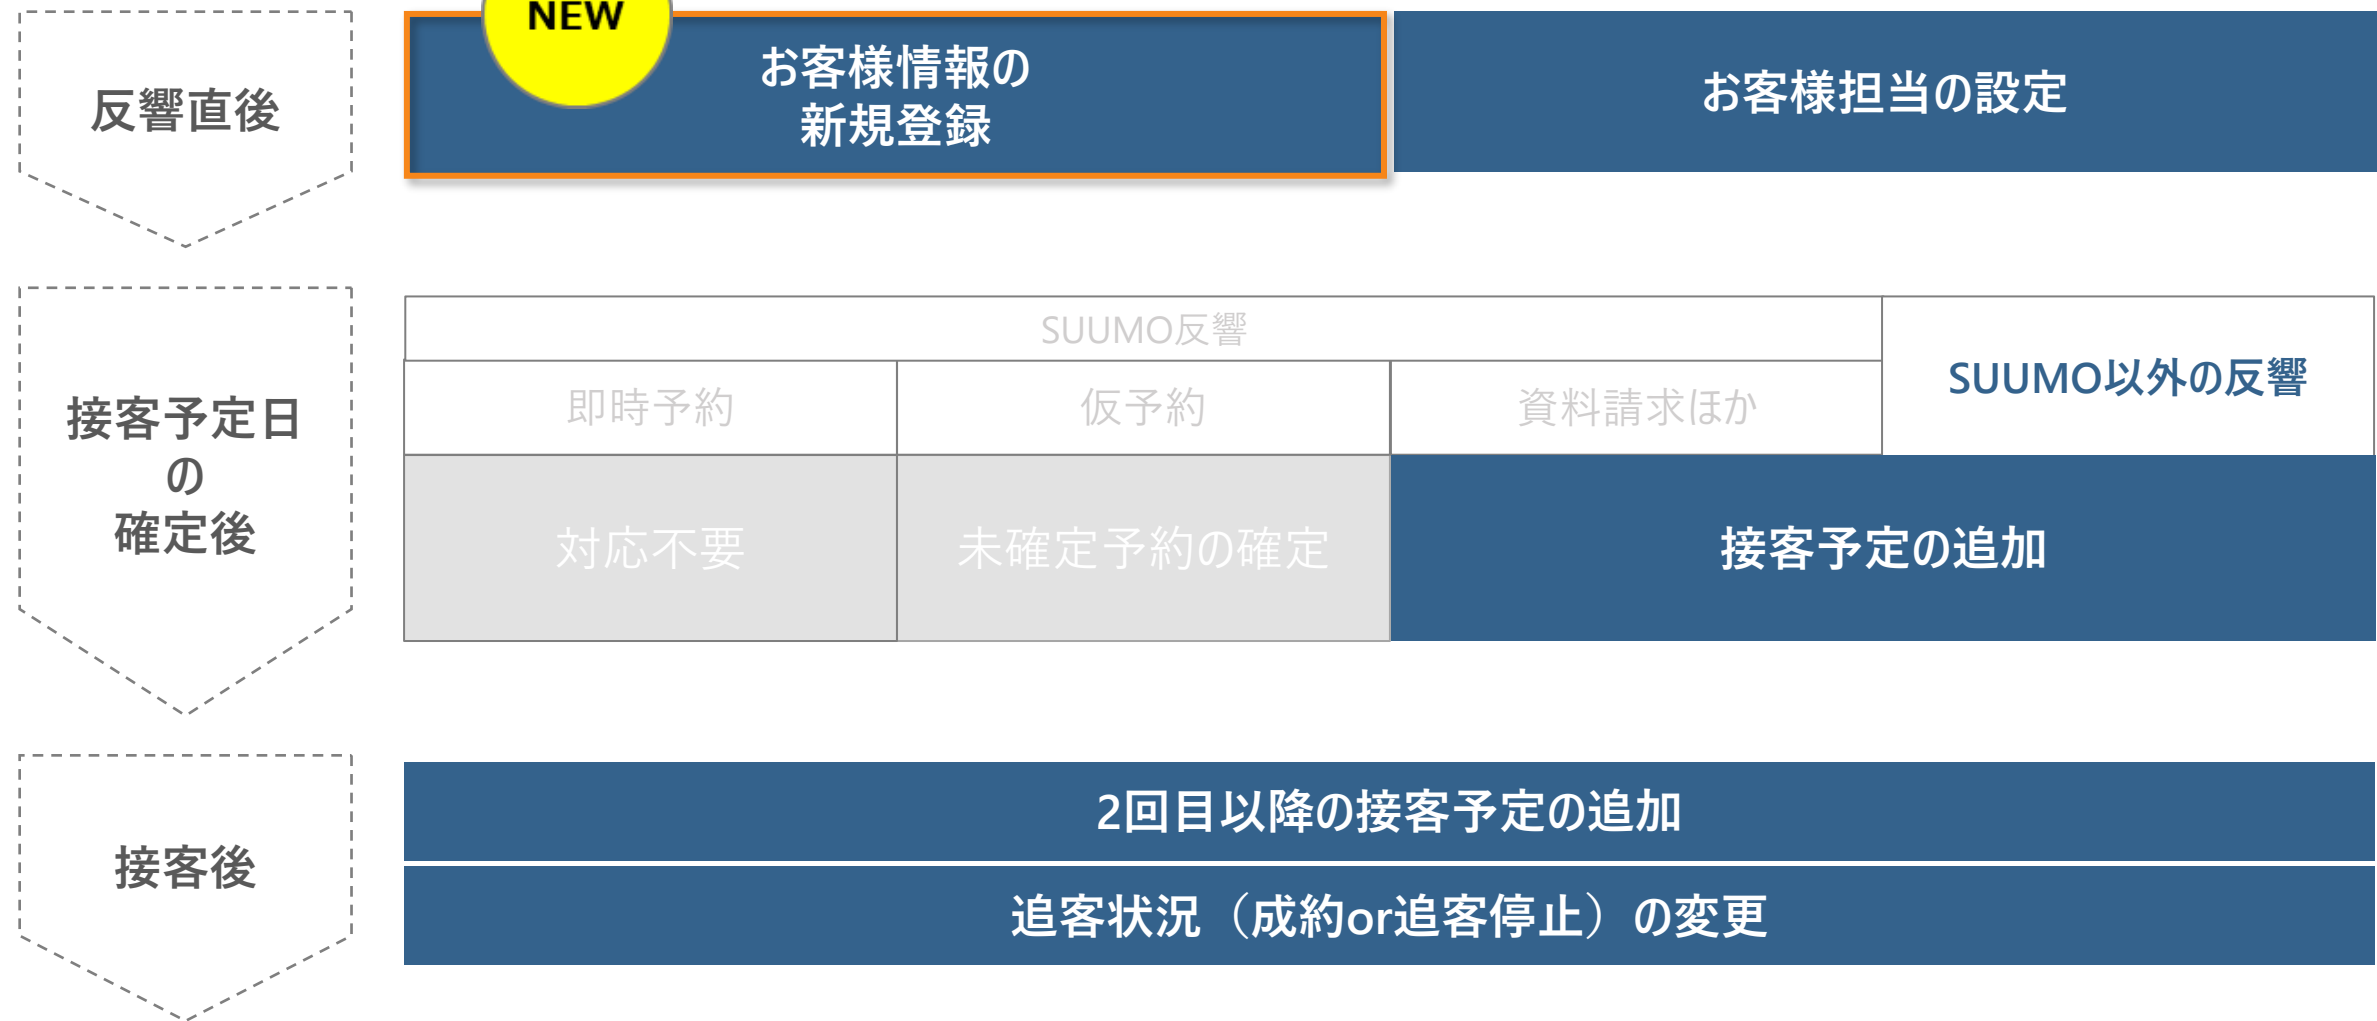 NEW
反響直後
お客様情報の
新規登録
お客様担当の設定
接客予定日
の
確定後
SUUMO反響
SUUMO以外の反響
即時予約
仮予約
資料請求ほか
対応不要
未確定予約の確定
接客予定の追加
接客後
2回目以降の接客予定の追加
追客状況（成約or追客停止）の変更